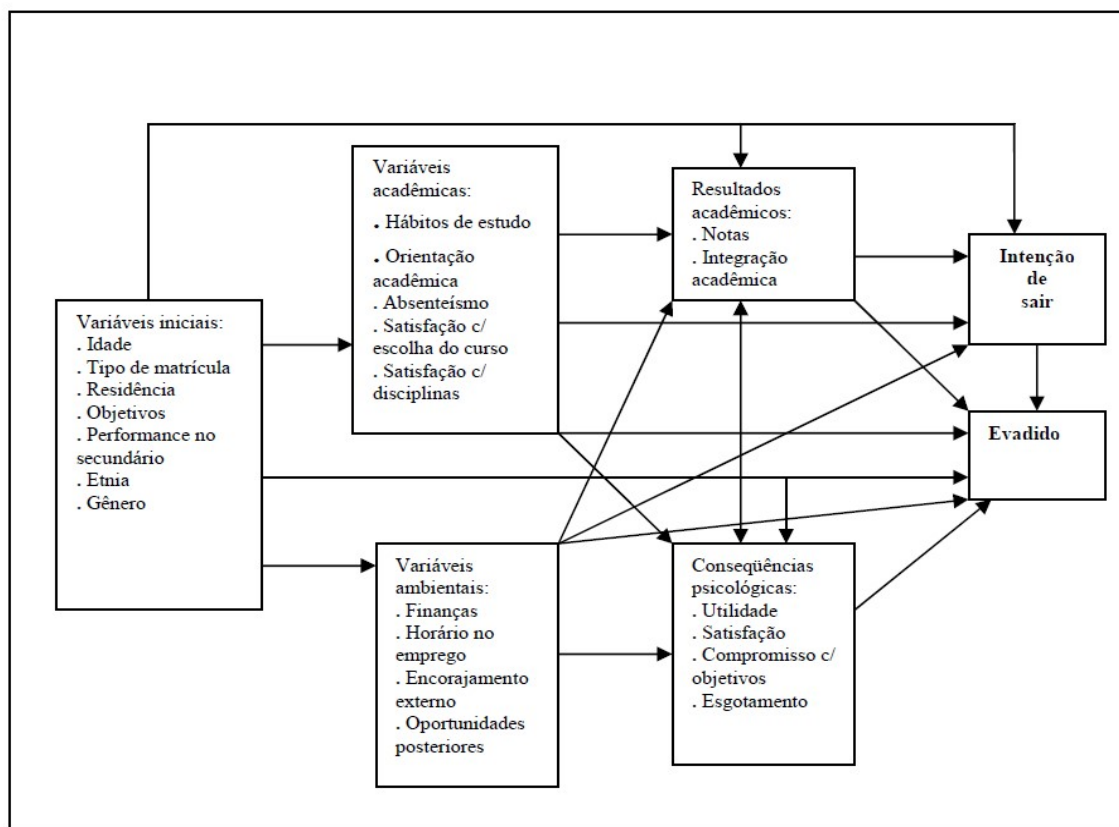 Variáveis iniciais:
. Idade
. Tipo de matrícula
. Residência
. Objetivos
. Performance no
secundário
. Etnia
. Gênero
Variáveis
acadêmicas:
. Hábitos de estudo
. Orientação
acadêmica
. Absenteísmo
. Satisfação c/
escolha do curso
. Satisfação c/
disciplinas
Variáveis
ambientais:
. Finanças
. Horário no
emprego
. Encorajamento
externo
. Oportunidades
posteriores
Resultados
acadêmicos:
. Notas
. Integração
acadêmica
Conseqüências
psicológicas:
. Utilidade
. Satisfação
. Compromisso c/
objetivos
. Esgotamento
Intenção
de
sair
Evadido